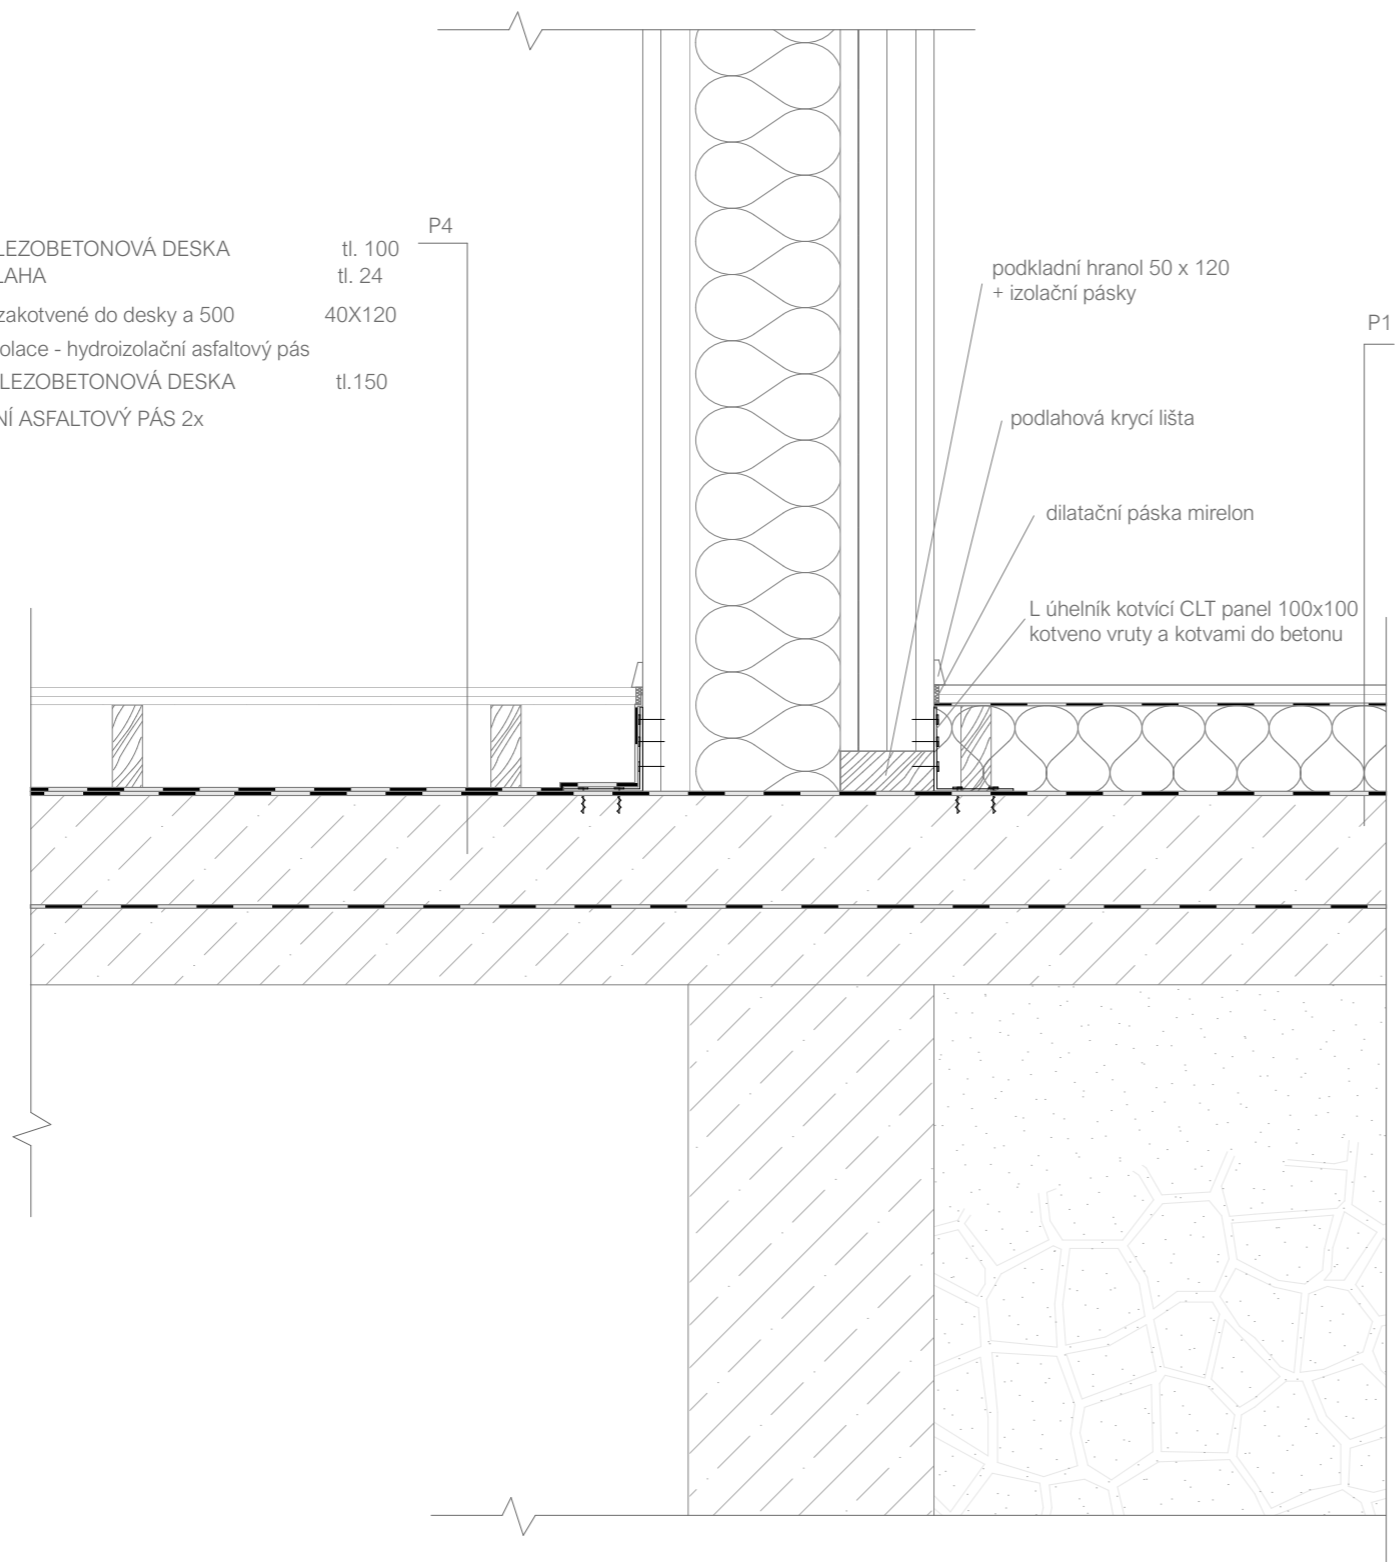 P4
LEZOBETONOVÁ DESKA tl. 100
LAHA tl. 24
zakotvené do desky a 500 40X120
olace - hydroizolační asfaltový pás
LEZOBETONOVÁ DESKA tl.150
NÍ ASFALTOVÝ PÁS 2x
podkladní hranol 50 x 120
+ izolační pásky
P1
podlahová krycí lišta
dilatační páska mirelon
L úhelník kotvící CLT panel 100x100
kotveno vruty a kotvami do betonu